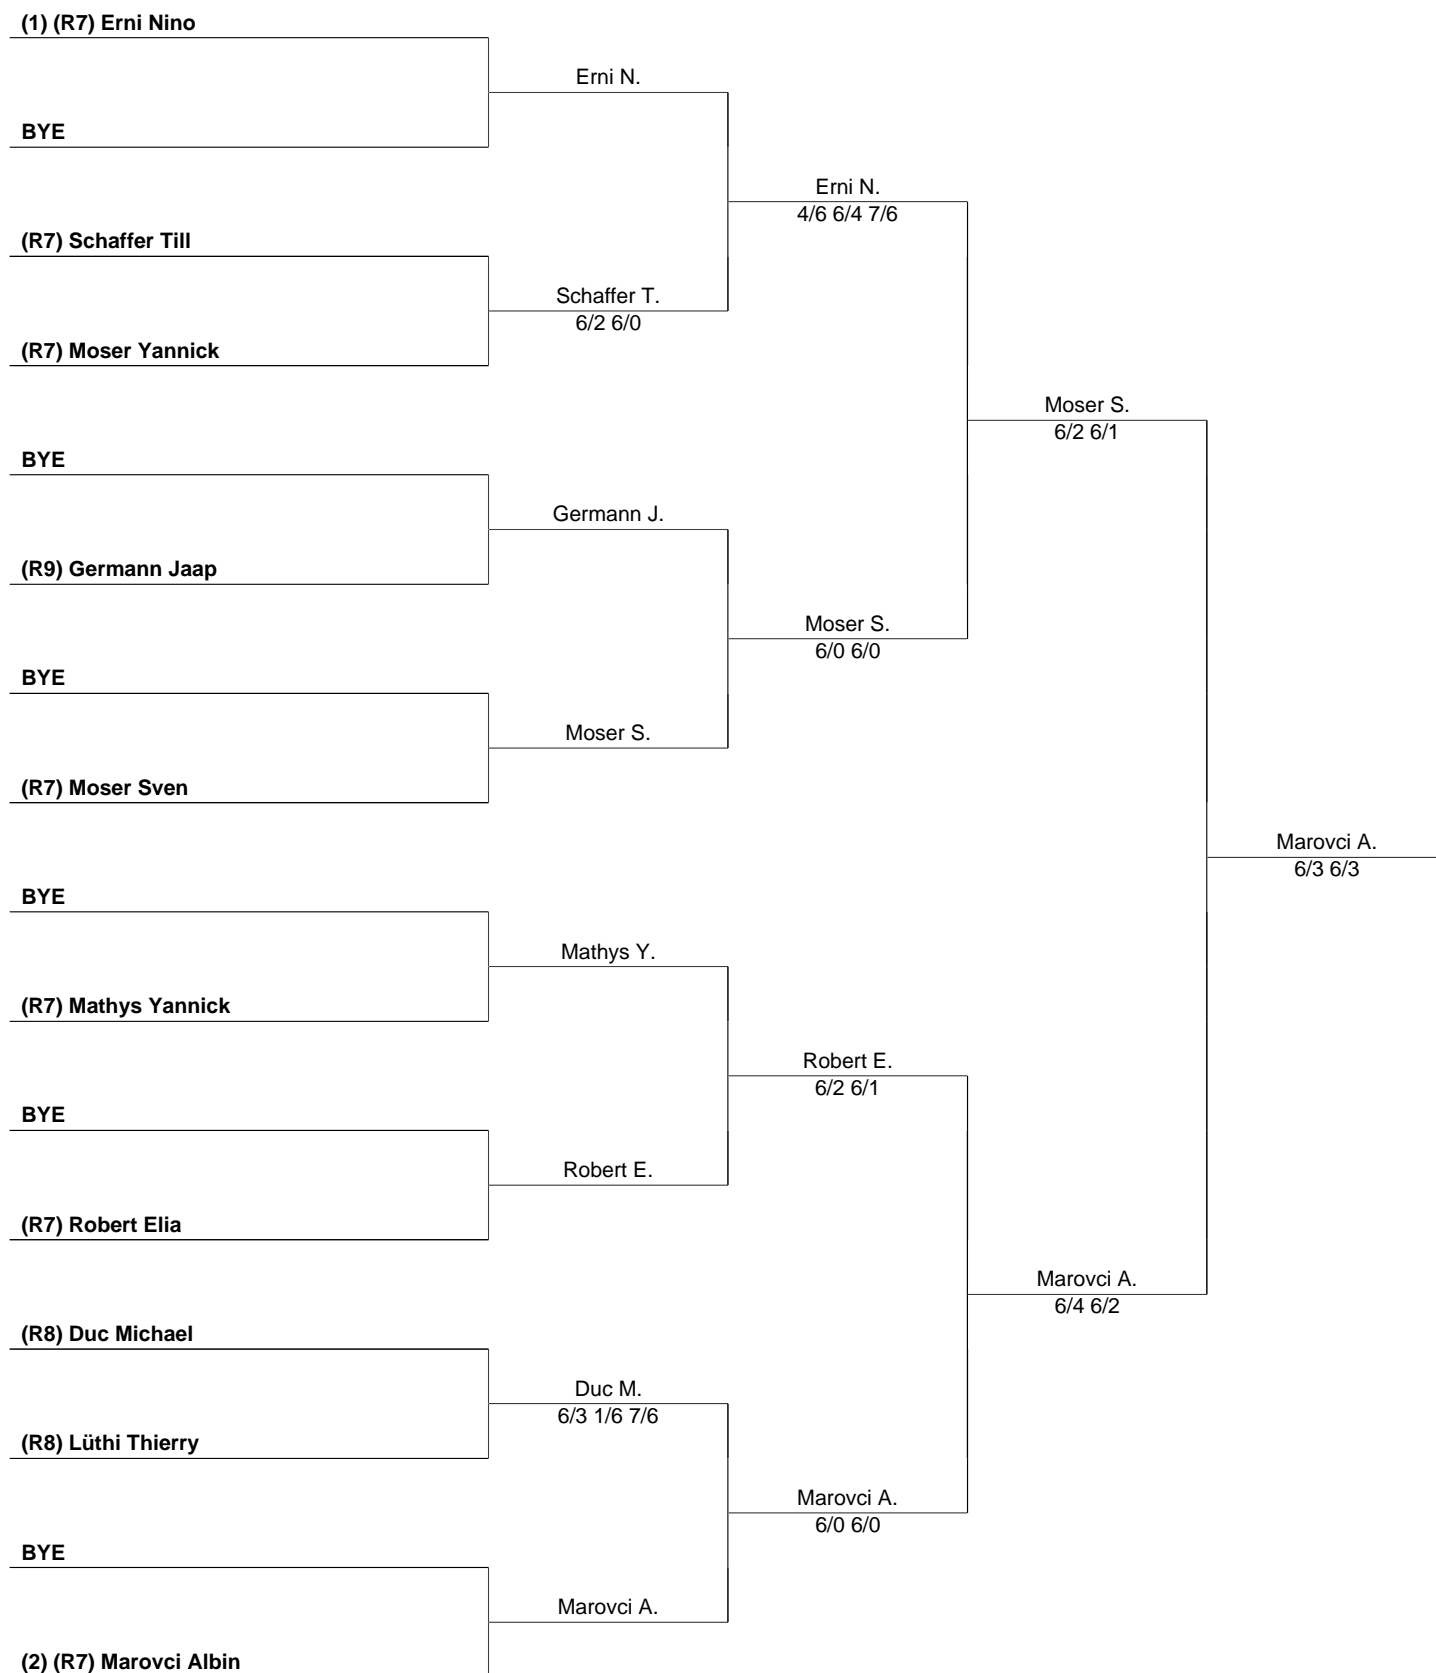 (1) (R7) Erni Nino
Erni N.
BYE
Erni N.
4/6 6/4 7/6
(R7) Schaffer Till
Schaffer T.
6/2 6/0
(R7) Moser Yannick
Moser S.
6/2 6/1
BYE
Germann J.
(R9) Germann Jaap
Moser S.
6/0 6/0
BYE
Moser S.
(R7) Moser Sven
Marovci A.
6/3 6/3
BYE
Mathys Y.
(R7) Mathys Yannick
Robert E.
6/2 6/1
BYE
Robert E.
(R7) Robert Elia
Marovci A.
6/4 6/2
(R8) Duc Michael
Duc M.
6/3 1/6 7/6
(R8) Lüthi Thierry
Marovci A.
6/0 6/0
BYE
Marovci A.
(2) (R7) Marovci Albin